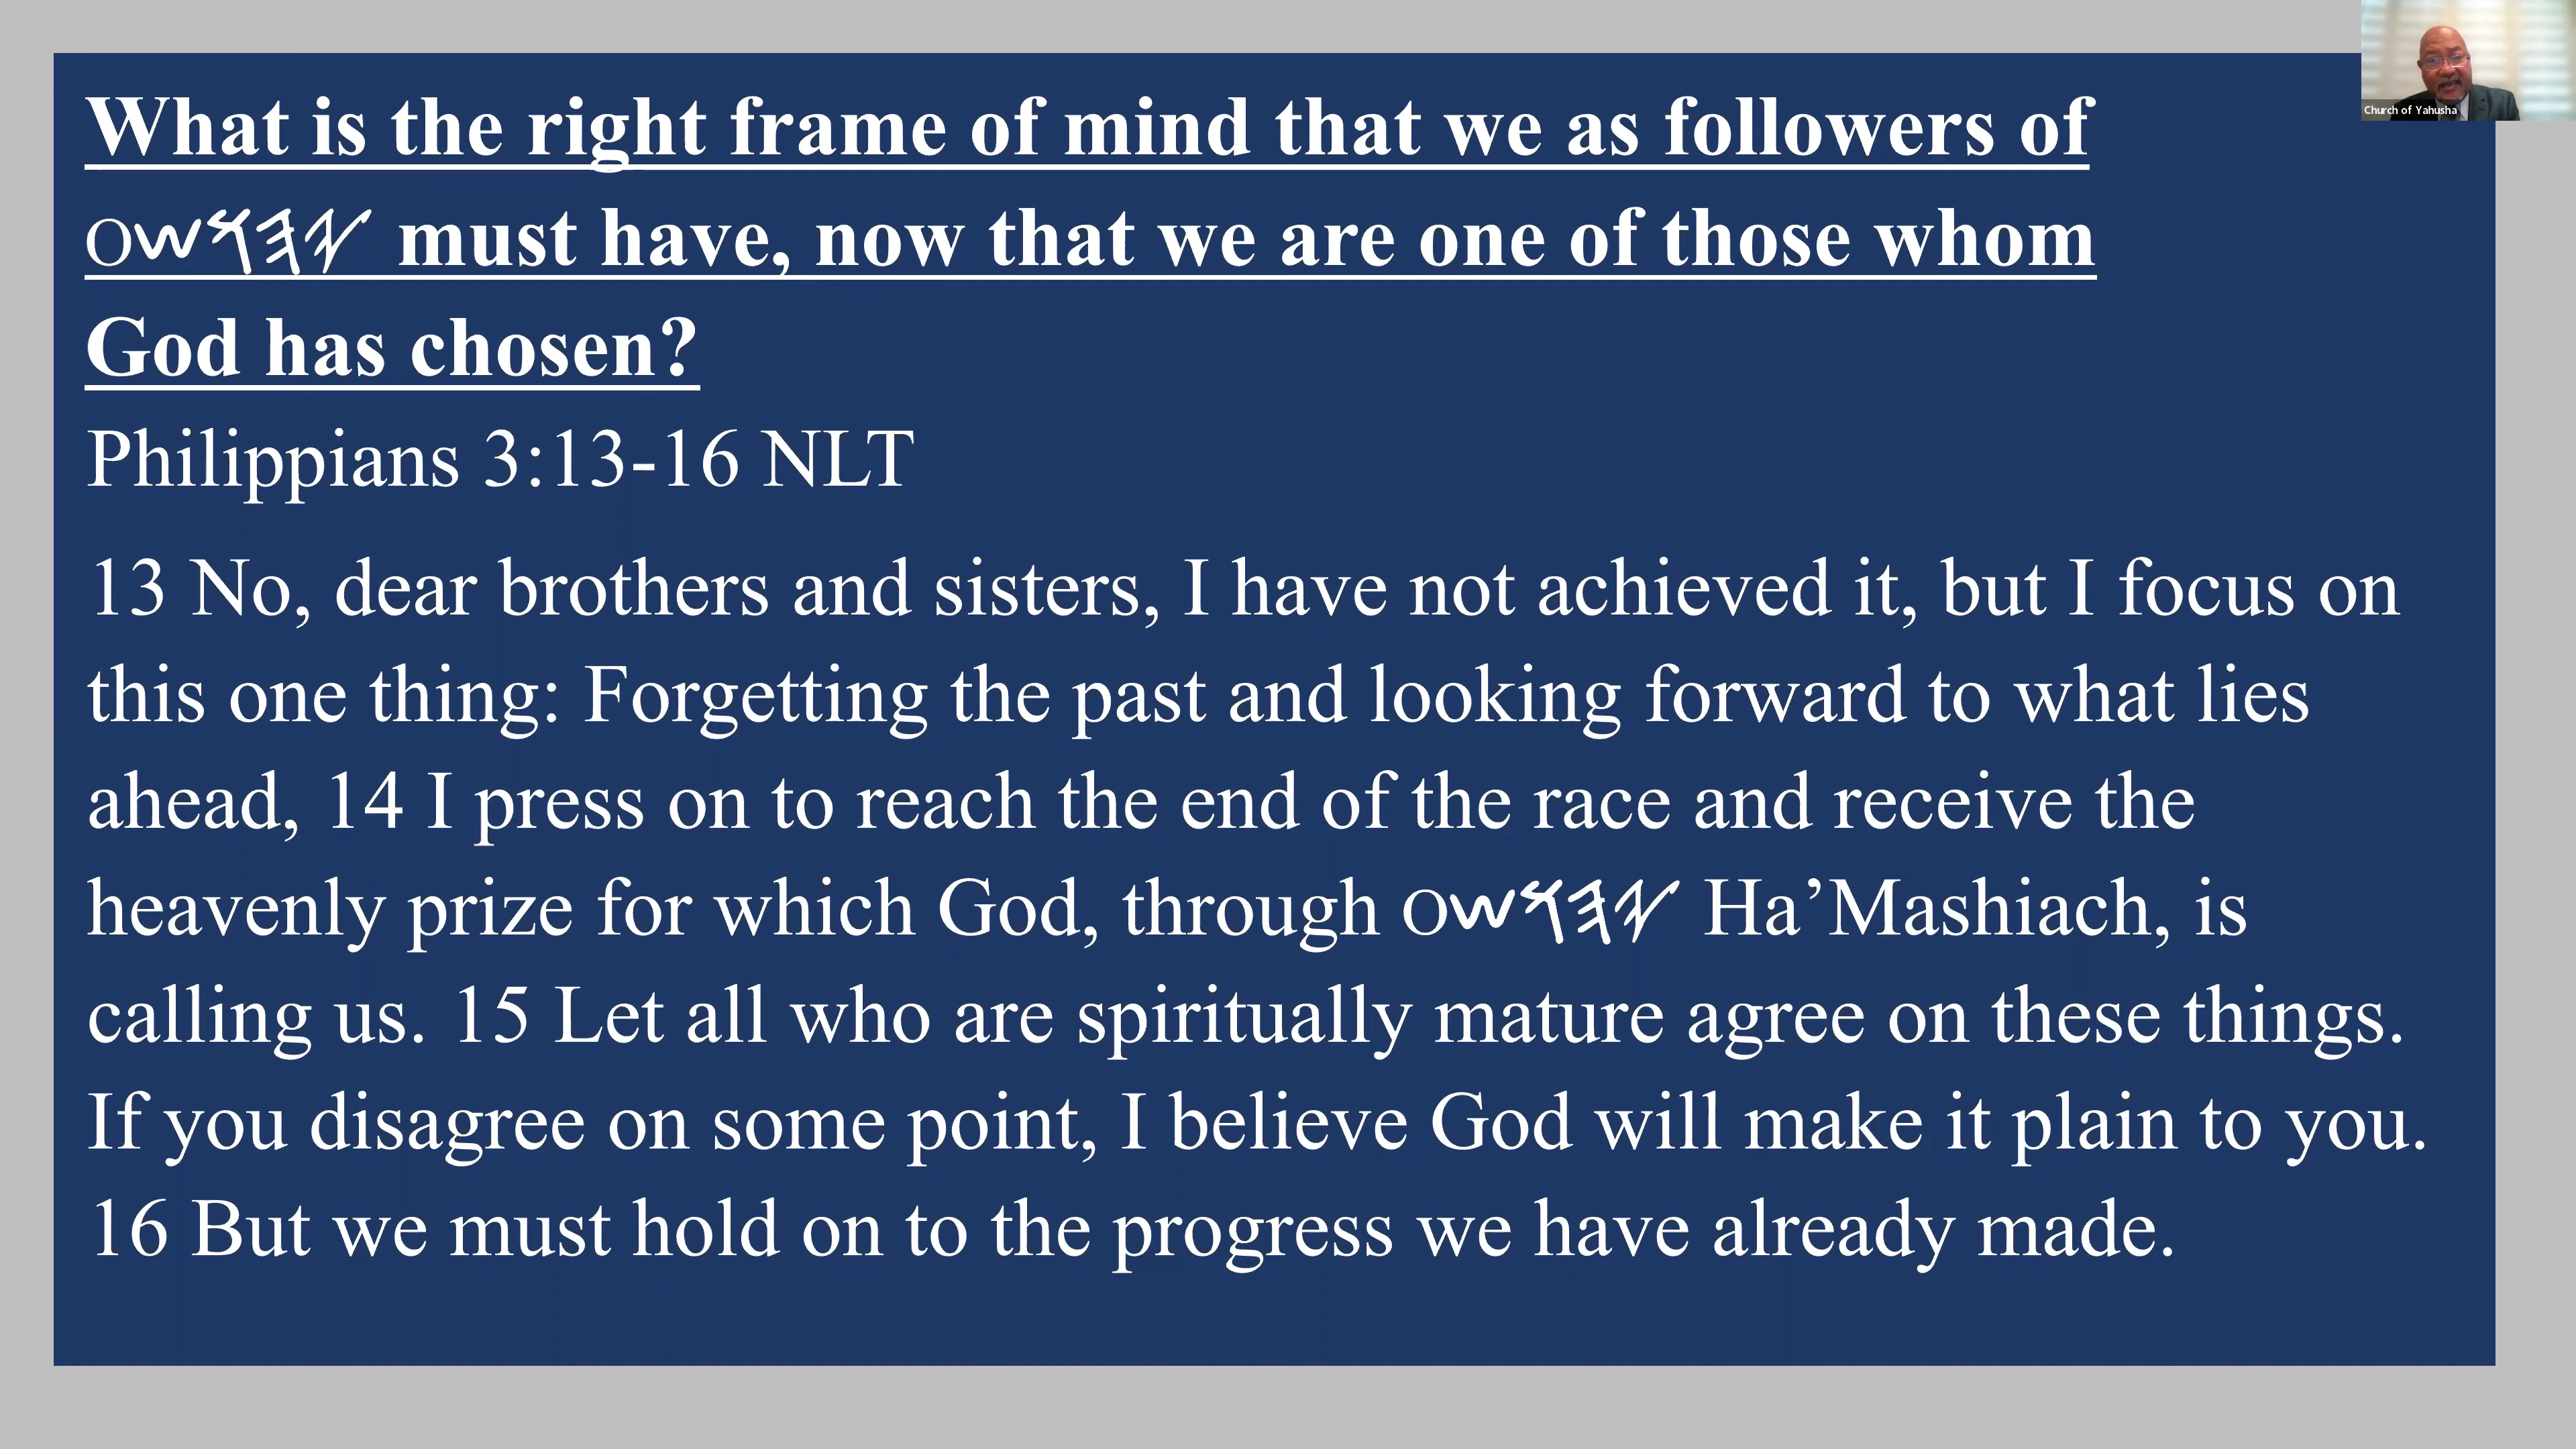 What is the right frame of mind that we as followers of
𐤉𐤄𐤅𐤔𐤏 must have, now that we are one of those whom
God has chosen?
Philippians 3:13-16 NLT
13 No, dear brothers and sisters, I have not achieved it, but I focus on
this one thing: Forgetting the past and looking forward to what lies
ahead, 14 I press on to reach the end of the race and receive the
heavenly prize for which God, through 𐤉𐤄𐤅𐤔𐤏 Ha’Mashiach, is
calling us. 15 Let all who are spiritually mature agree on these things.
If you disagree on some point, I believe God will make it plain to you.
16 But we must hold on to the progress we have already made.
Church of Yahusha